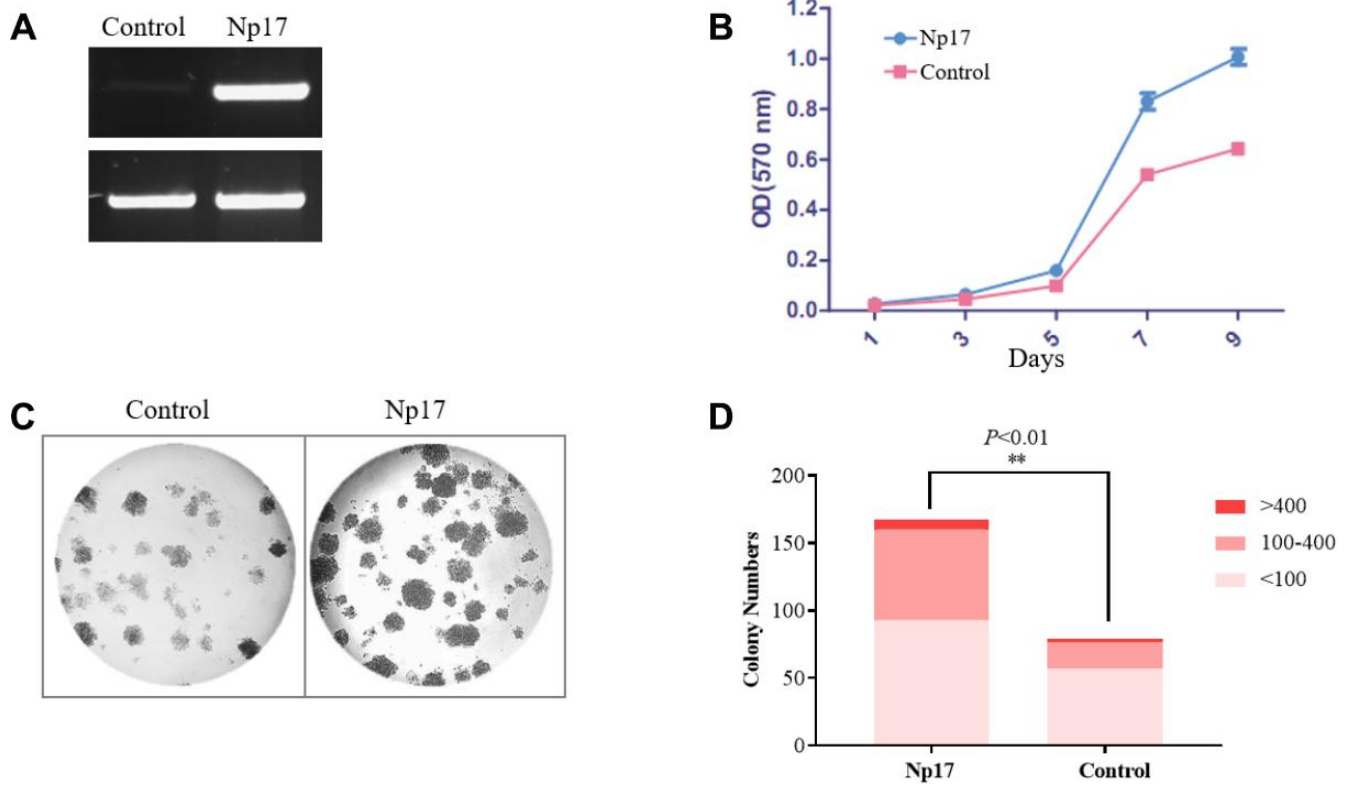 A
Control Np17
B
1.2
1.0
0.8
0.6
0.4
0.2
0.0
OD(570 nm)
Np17
Control
1 3 5 7 9
Days
C
Control Np17
D
P<0.01
**
200
150
100
50
0
Colony Numbers
>400
100-400
<100
Np17 Control